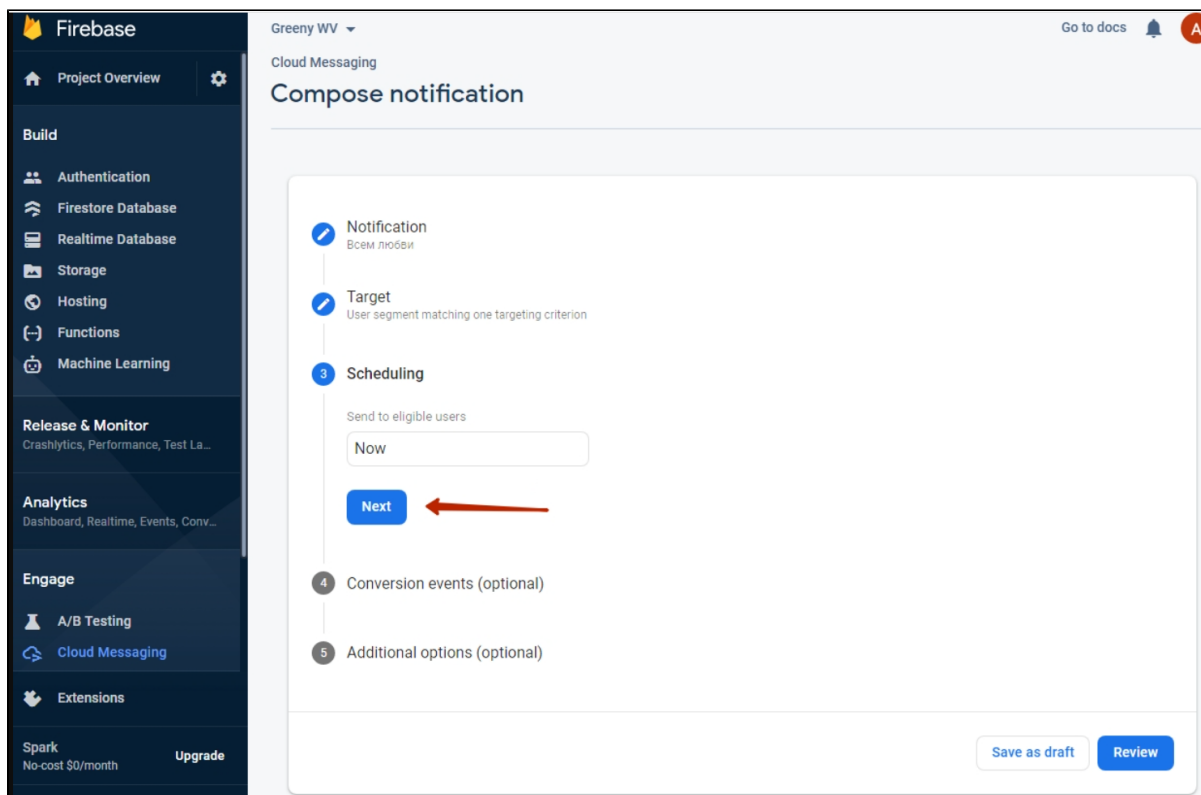 Firebase
Project Overview
Build
Authentication
Firestore Database
Realtime Database
Storage
Hosting
Functions
Machine Learning
Release & Monitor
Crashlytics, Performance, Test La...
Analytics
Dashboard, Realtime, Events, Conv...
Engage
A/B Testing
Cloud Messaging
Extensions
Spark
No-cost $0/month
Upgrade
Greeny WV
Go to docs
A
Cloud Messaging
Compose notification
Notification
Всем любви
Target
User segment matching one targeting criterion
3 Scheduling
Send to eligible users
Now
Next
4 Conversion events (optional)
5 Additional options (optional)
Save as draft
Review